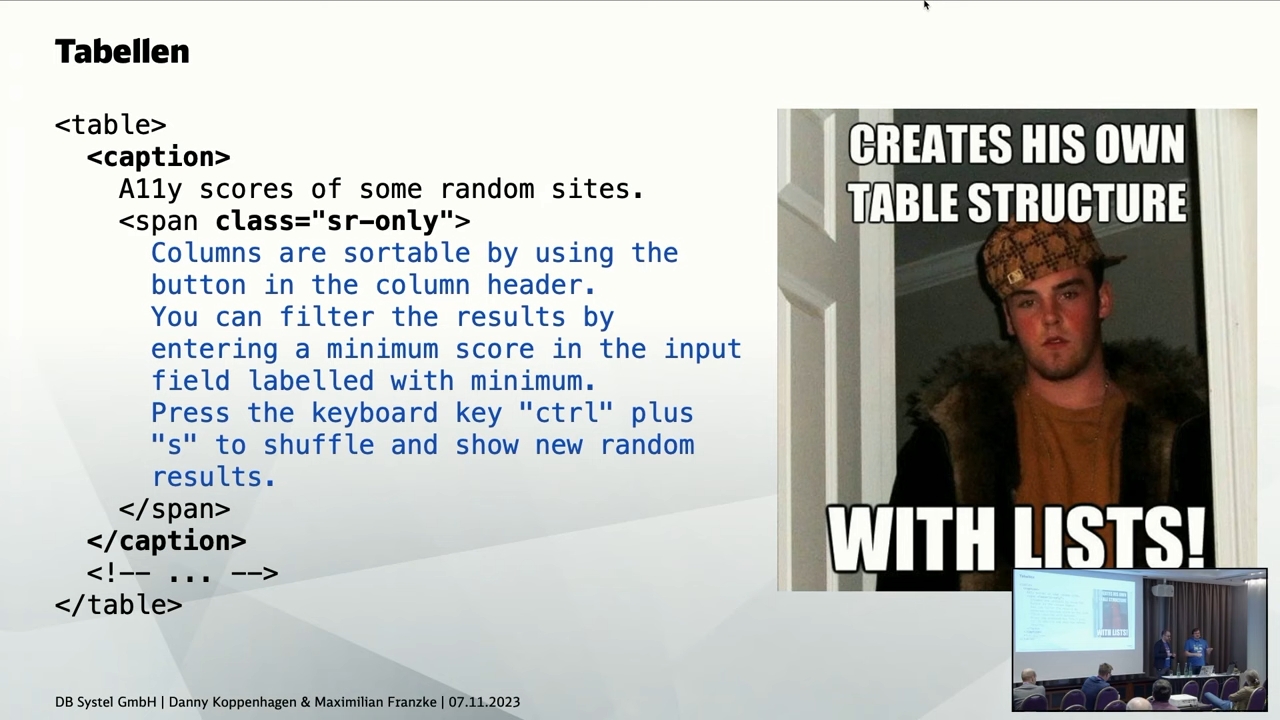 Tabellen
<table>
<caption>
A11y scores of some random sites.
<span class="sr-only">
Columns are sortable by using the
button in the column header.
You can filter the results by
entering a minimum score in the input
field labelled with minimum.
Press the keyboard key "ctrl" plus
"s" to shuffle and show new random
results.
</span>
</caption>
<!-- ... -->
</table>
CREATES HIS OWN
TABLE STRUCTURE
WITH LISTS!
DB Systel GmbH | Danny Koppenhagen & Maximilian Franzke | 07.11.2023